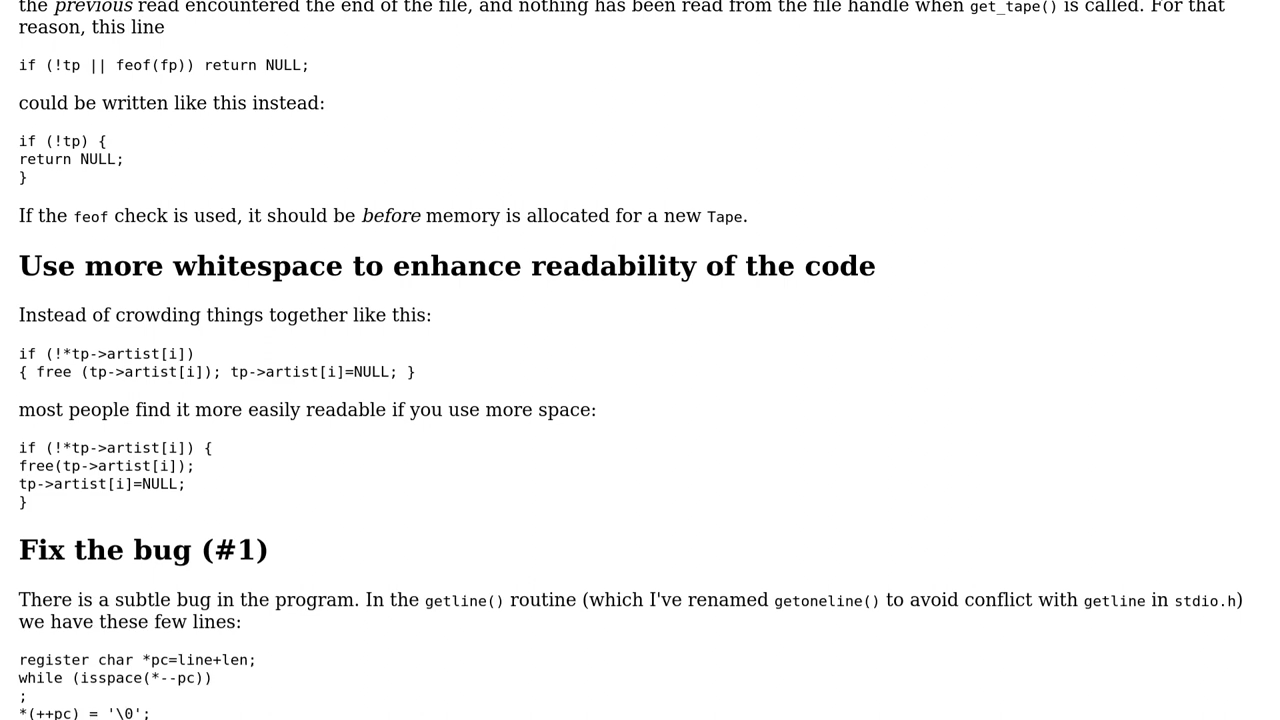 the previous read encountered the end of the file, and nothing has been read from the file handle when get_tape() is called. For that
reason, this line
if (!tp || feof(fp)) return NULL;
could be written like this instead:
if (!tp) {
return NULL;
}
If the feof check is used, it should be before memory is allocated for a new Tape.
Use more whitespace to enhance readability of the code
Instead of crowding things together like this:
if (!*tp->artist[i])
{ free (tp->artist[i]); tp->artist[i]=NULL; }
most people find it more easily readable if you use more space:
if (!*tp->artist[i]) {
free(tp->artist[i]);
tp->artist[i]=NULL;
}
Fix the bug (#1)
There is a subtle bug in the program. In the getline() routine (which I've renamed getoneline() to avoid conflict with getline in stdio.h)
we have these few lines:
register char *pc=line+len;
while (isspace(*--pc))
;
*(++pc) = '\0';